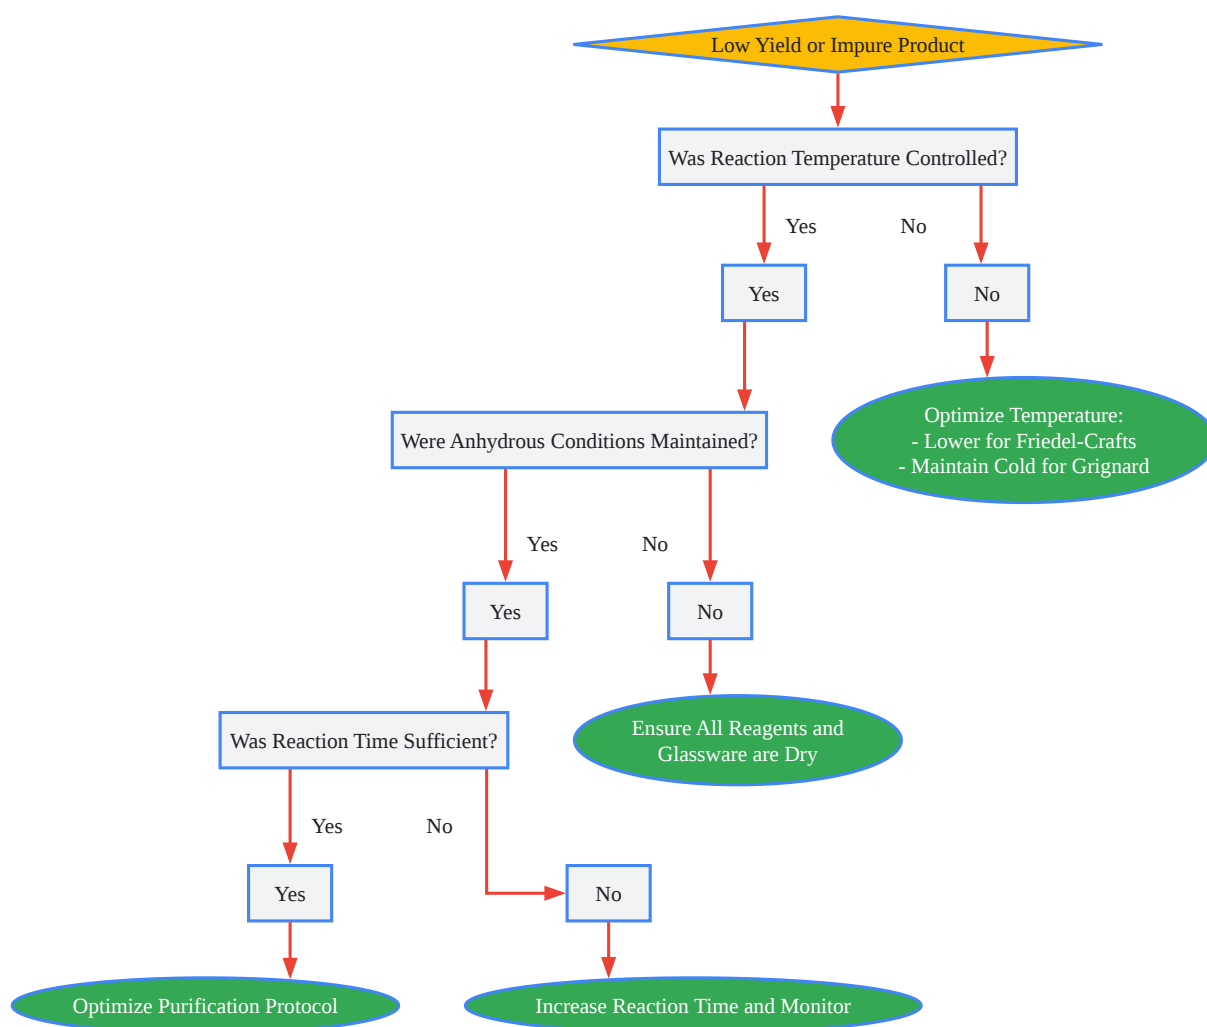 Low Yield or Impure Product
Was Reaction Temperature Controlled?
Yes
No
Yes
No
Optimize Temperature:
- Lower for Friedel-Crafts
- Maintain Cold for Grignard
Were Anhydrous Conditions Maintained?
Yes
No
Yes
No
Ensure All Reagents and
Glassware are Dry
Was Reaction Time Sufficient?
Yes
No
Yes
No
Optimize Purification Protocol
Increase Reaction Time and Monitor